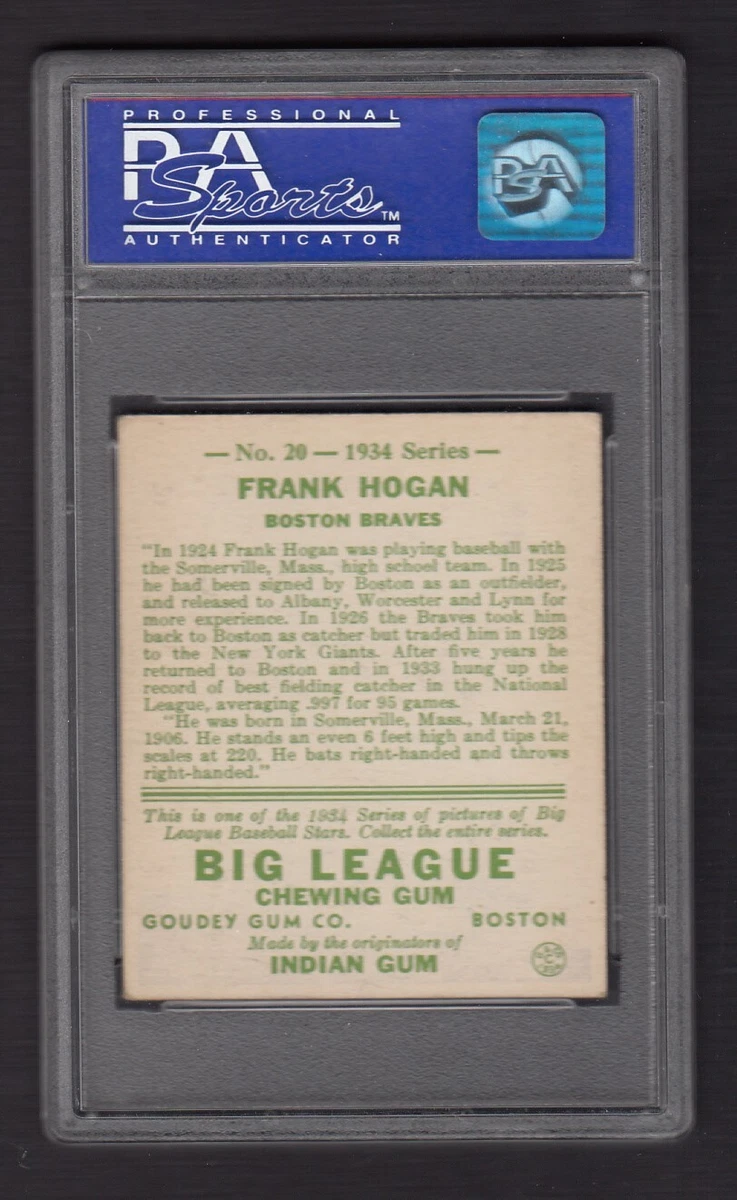 PROFESSIONAL
PSA
Sports™
AUTHENTICATOR
PSA
— No. 20 — 1934 Series —
FRANK HOGAN
BOSTON BRAVES
"In 1924 Frank Hogan was playing baseball with
the Somerville, Mass., high school team. In 1925
he had been signed by Boston as an outfielder,
and released to Albany, Worcester and Lynn for
more experience. In 1926 the Braves took him
back to Boston as catcher but traded him in 1928
to the New York Giants. After five years he
returned to Boston and in 1933 hung up the
record of best fielding catcher in the National
League, averaging .997 for 95 games.
"He was born in Somerville, Mass., March 21,
1906. He stands an even 6 feet high and tips the
scales at 220. He bats right-handed and throws
right-handed."
This is one of the 1934 Series of pictures of Big
League Baseball Stars. Collect the entire series.
BIG LEAGUE
CHEWING GUM
GOUDEY GUM CO. BOSTON
Made by the originators of
INDIAN GUM